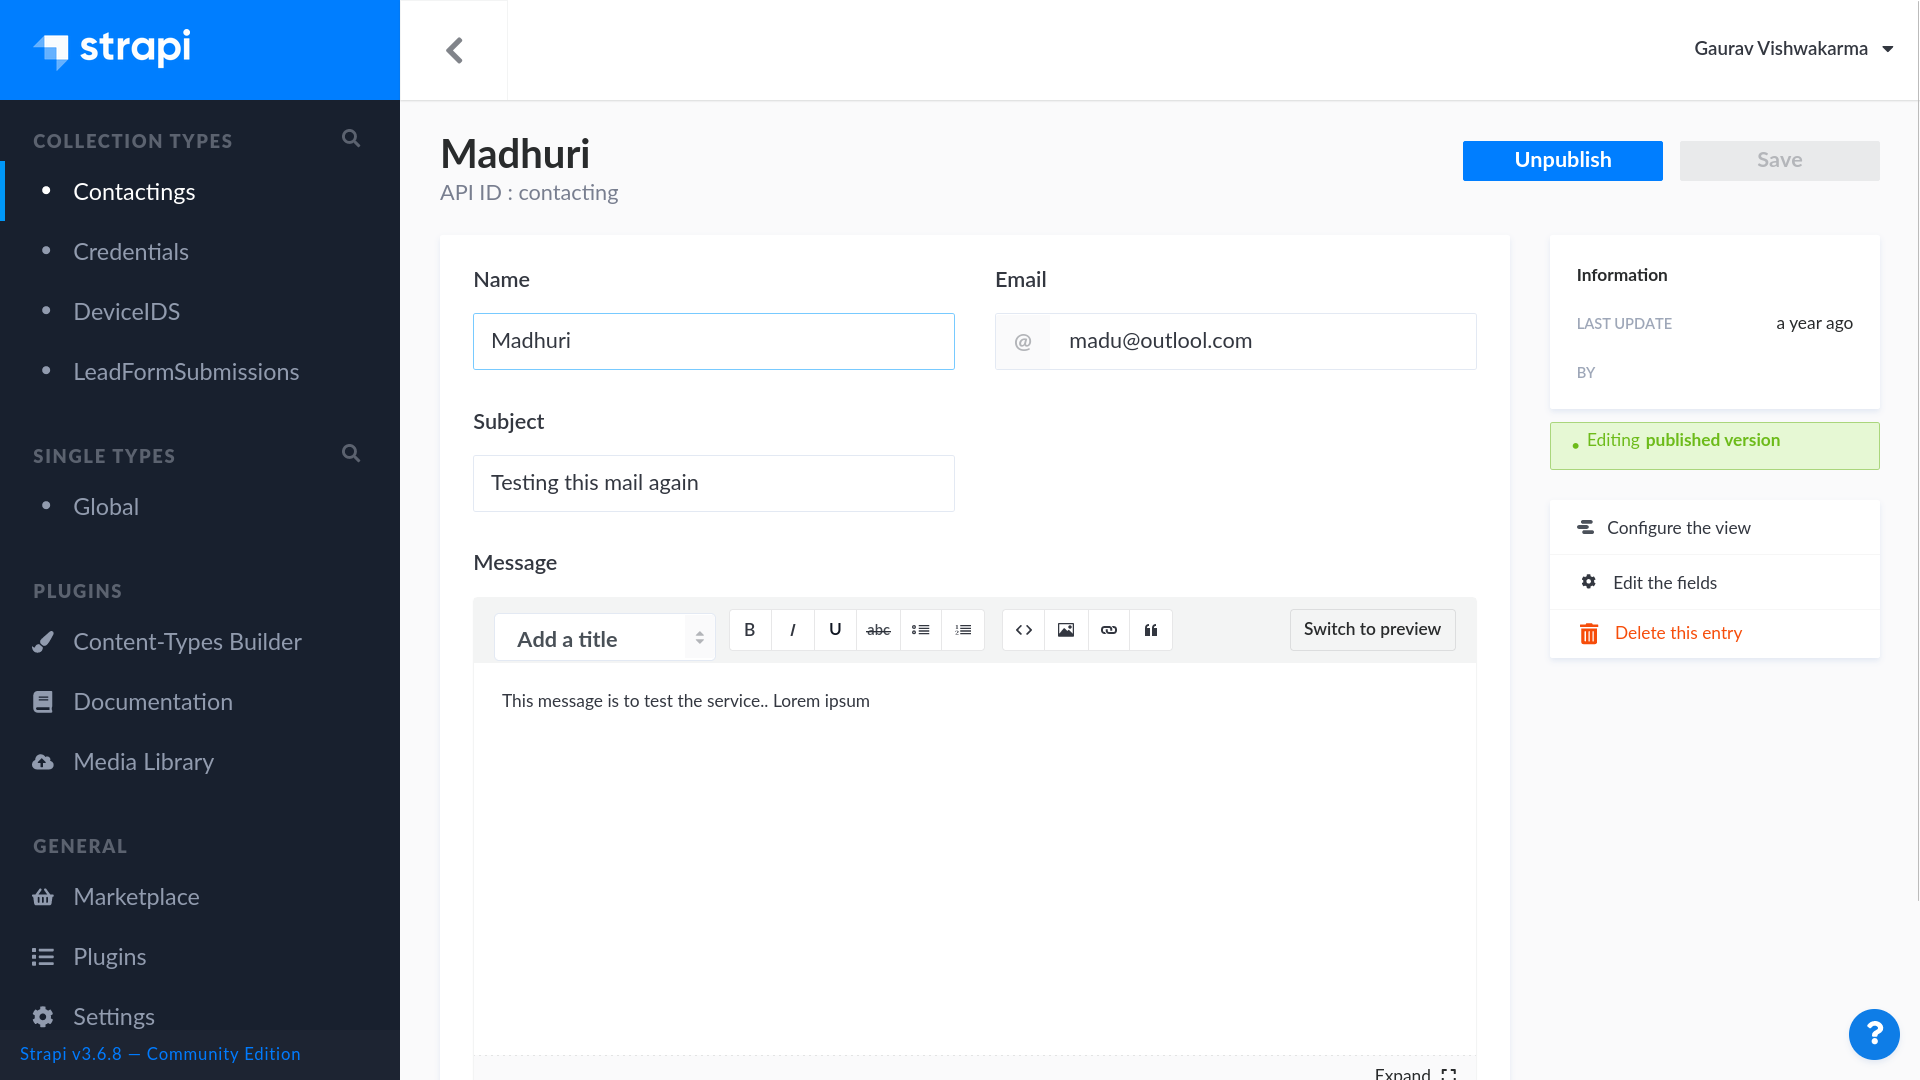 strapi
Gaurav Vishwakarma
COLLECTION TYPES
Contactings
Credentials
DeviceIDS
LeadFormSubmissions
SINGLE TYPES
Global
PLUGINS
Content-Types Builder
Documentation
Media Library
GENERAL
Marketplace
Plugins
Settings
Strapi v3.6.8 — Community Edition
Madhuri
API ID : contacting
Unpublish
Save
Name
Madhuri
Email
@ madu@outlool.com
Subject
Testing this mail again
Message
Add a title
B I U abc
Switch to preview
This message is to test the service.. Lorem ipsum
Expand
Information
LAST UPDATE a year ago
BY
Editing published version
Configure the view
Edit the fields
Delete this entry
?